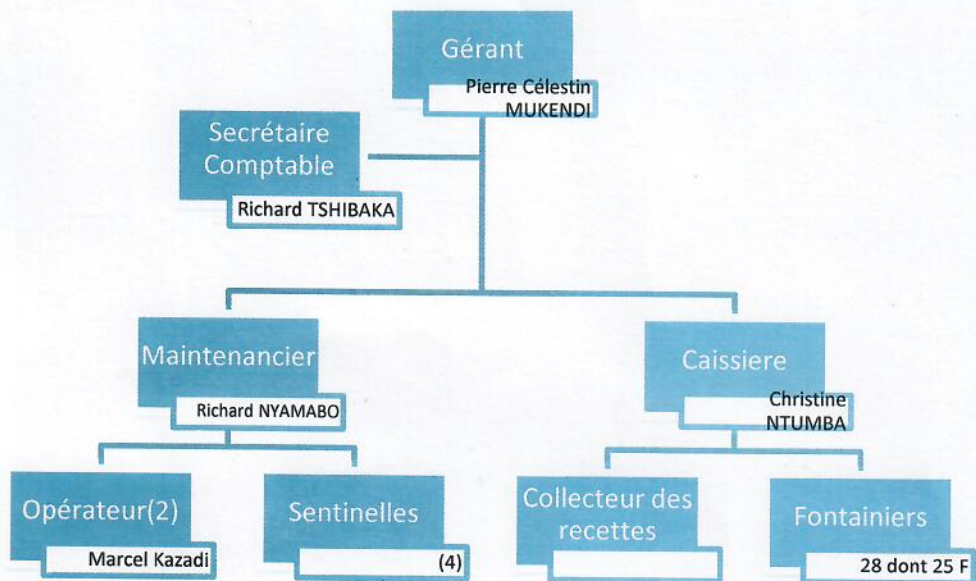 Gérant
Pierre Célestin
MUKENDI
Secrétaire
Comptable
Richard TSHIBAKA
Maintenancier
Richard NYAMABO
Caissiere
Christine
NTUMBA
Opérateur(2)
Marcel Kazadi
Sentinelles
(4)
Collecteur des
recettes
Fontainiers
28 dont 25 F